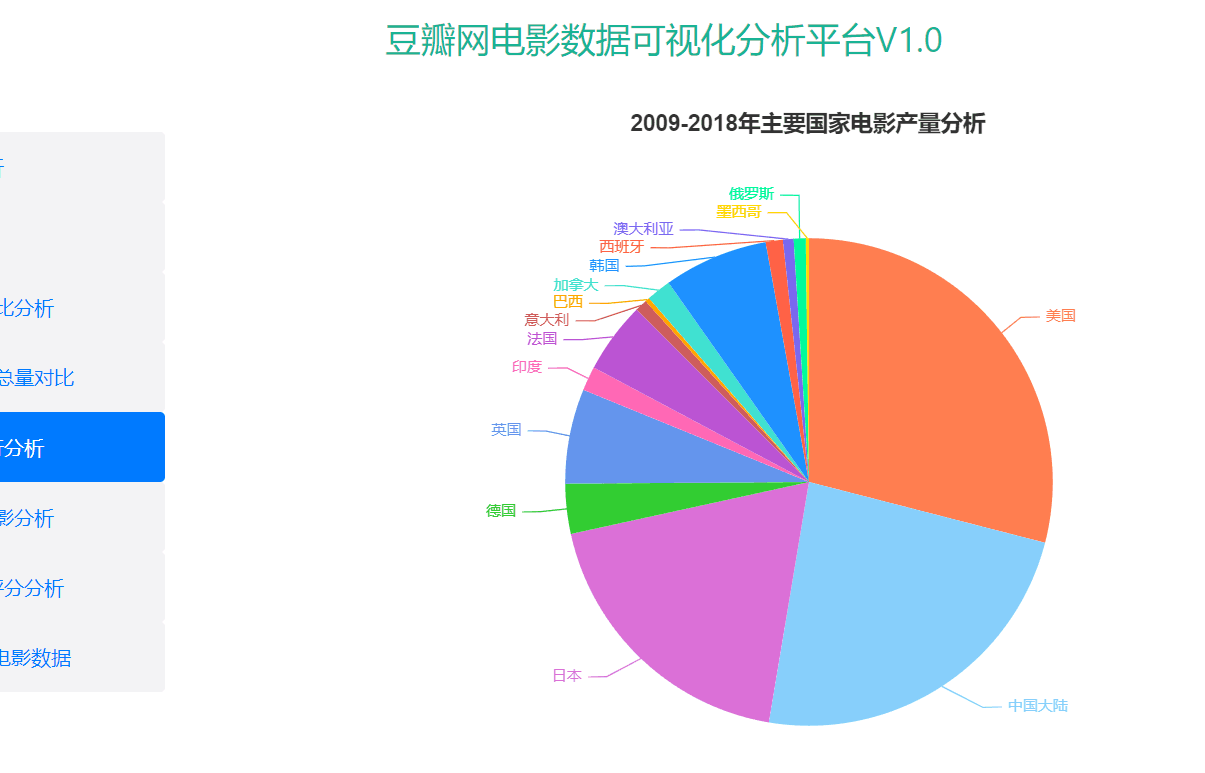 豆瓣网电影数据可视化分析平台V1.0
2009-2018年主要国家电影产量分析
比分析
总量对比
分析
影分析
评分分析
电影数据
俄罗斯
墨西哥
澳大利亚
西班牙
韩国
加拿大
巴西
意大利
法国
印度
英国
德国
日本
美国
中国大陆